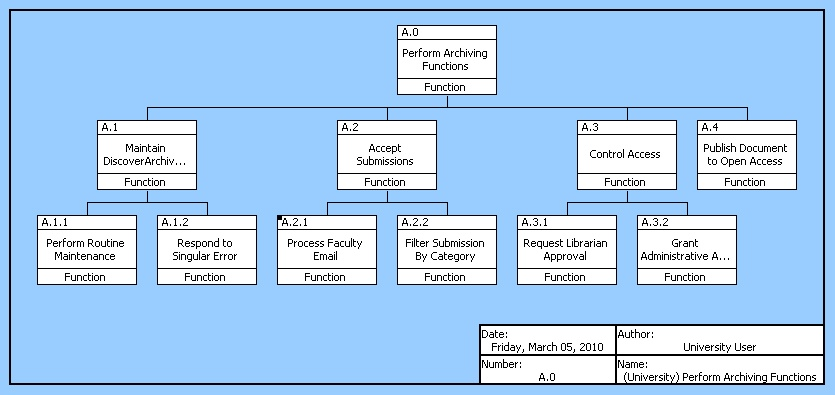 A.0
Perform Archiving
Functions
Function
A.1
Maintain
DiscoverArchiv...
Function
A.2
Accept
Submissions
Function
A.3
Control Access
Function
A.4
Publish Document
to Open Access
Function
A.1.1
Perform Routine
Maintenance
Function
A.1.2
Respond to
Singular Error
Function
A.2.1
Process Faculty
Email
Function
A.2.2
Filter Submission
By Category
Function
A.3.1
Request Librarian
Approval
Function
A.3.2
Grant
Administrative A...
Function
Date:
Friday, March 05, 2010
Author:
University User
Number:
A.0
Name:
(University) Perform Archiving Functions